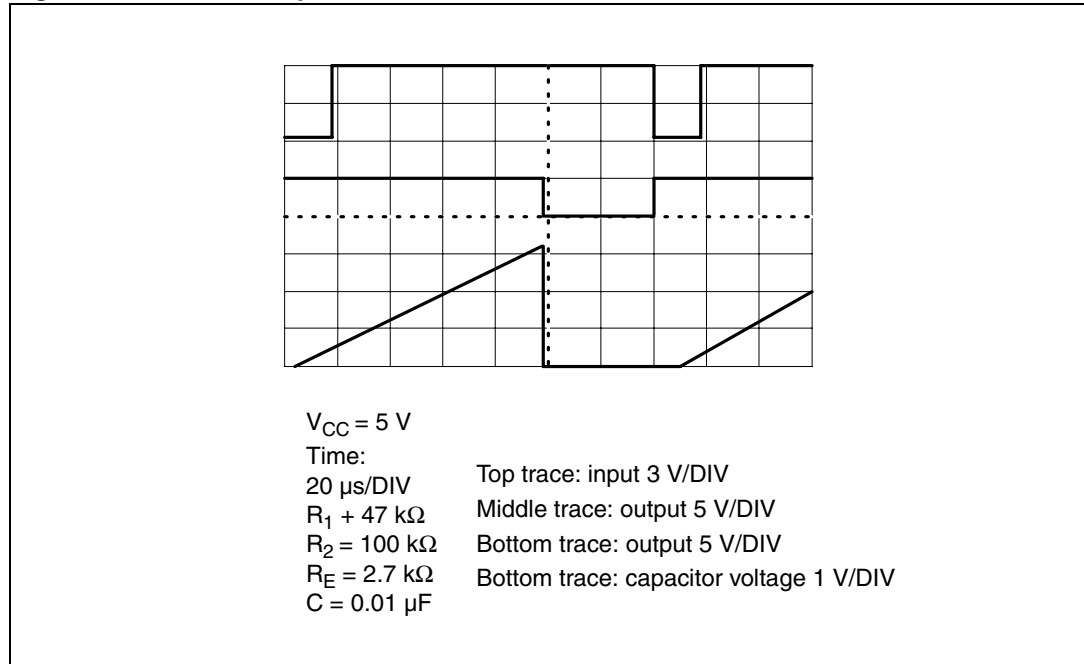 V_CC = 5 V
Time:
20 µs/DIV
R_1 + 47 kΩ
R_2 = 100 kΩ
R_E = 2.7 kΩ
C = 0.01 µF
Top trace: input 3 V/DIV
Middle trace: output 5 V/DIV
Bottom trace: output 5 V/DIV
Bottom trace: capacitor voltage 1 V/DIV